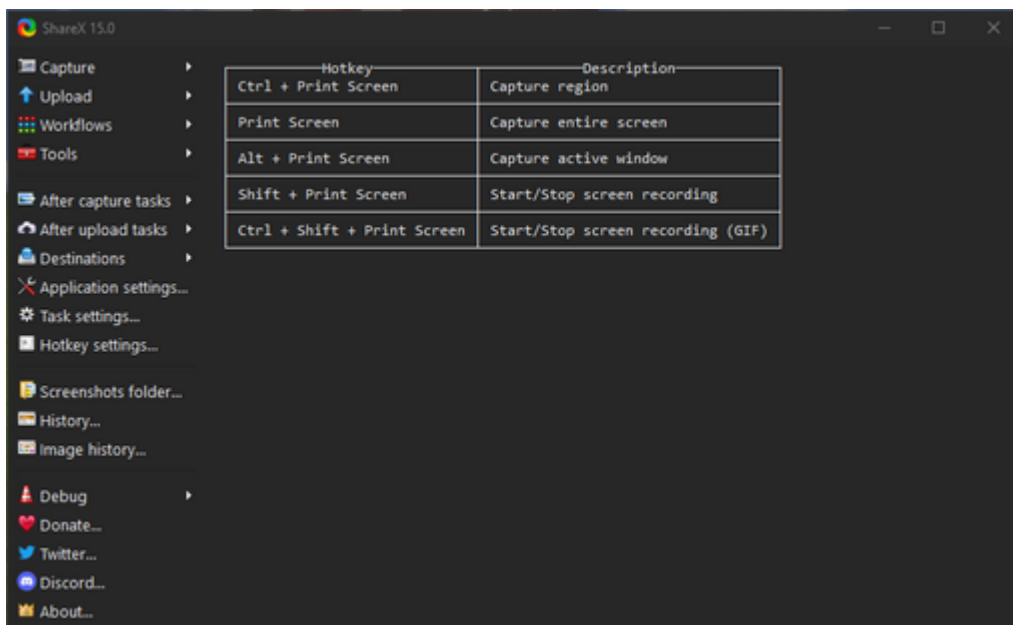 ShareX 15.0
Capture
Upload
Workflows
Tools
After capture tasks
After upload tasks
Destinations
Application settings...
Task settings...
Hotkey settings...
Screenshots folder...
History...
Image history...
Debug
Donate...
Twitter...
Discord...
About...
Hotkey Description
Ctrl + Print Screen Capture region
Print Screen Capture entire screen
Alt + Print Screen Capture active window
Shift + Print Screen Start/Stop screen recording
Ctrl + Shift + Print Screen Start/Stop screen recording (GIF)